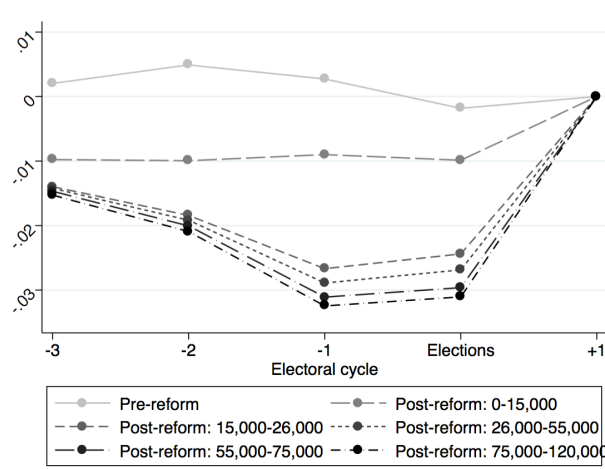 .01
0
-.01
-.02
-.03
-3 -2 -1 Elections +1
Electoral cycle
Pre-reform Post-reform: 0-15,000
Post-reform: 15,000-26,000 Post-reform: 26,000-55,000
Post-reform: 55,000-75,000 Post-reform: 75,000-120,000